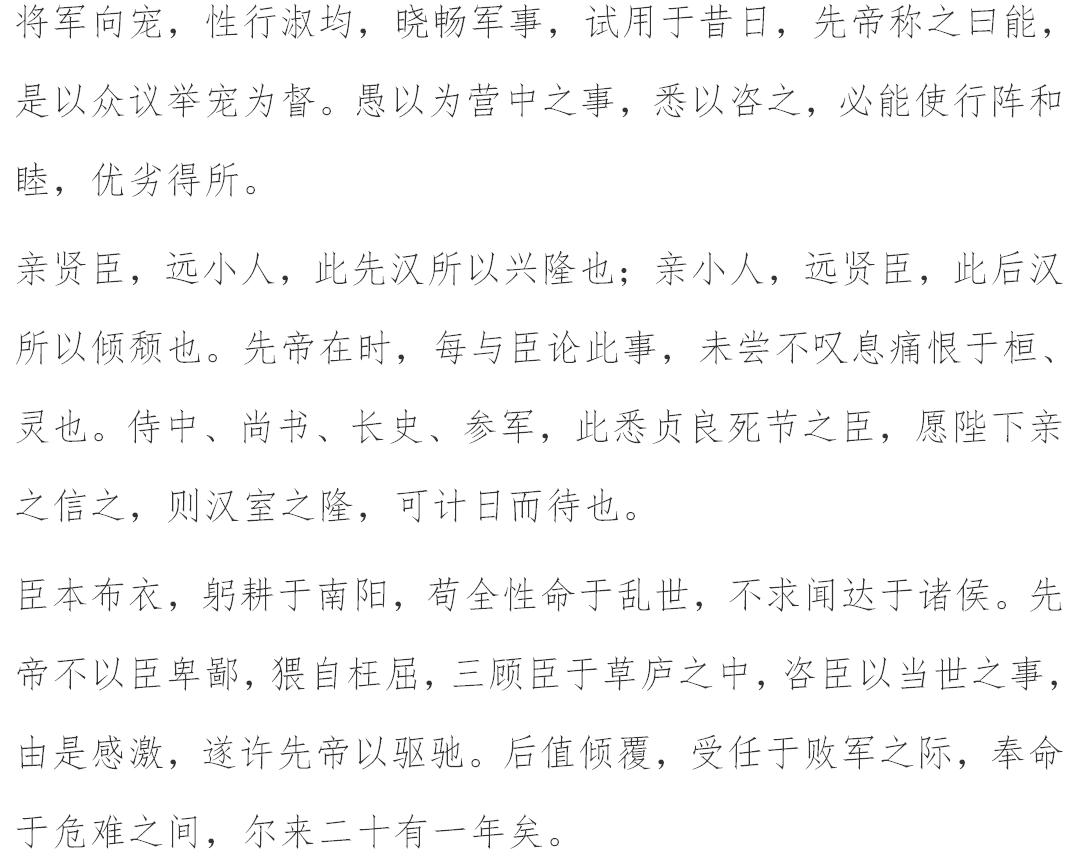 将军向宠，性行淑均，晓畅军事，试用于昔日，先帝称之曰能，
是以众议举宠为督。愚以为营中之事，悉以咨之，必能使行阵和
睦，优劣得所。
亲贤臣，远小人，此先汉所以兴隆也；亲小人，远贤臣，此后汉
所以倾颓也。先帝在时，每与臣论此事，未尝不叹息痛恨于桓、
灵也。侍中、尚书、长史、参军，此悉贞良死节之臣，愿陛下亲
之信之，则汉室之隆，可计日而待也。
臣本布衣，躬耕于南阳，苟全性命于乱世，不求闻达于诸侯。先
帝不以臣卑鄙，猥自枉屈，三顾臣于草庐之中，咨臣以当世之事，
由是感激，遂许先帝以驱驰。后值倾覆，受任于败军之际，奉命
于危难之间，尔来二十有一年矣。